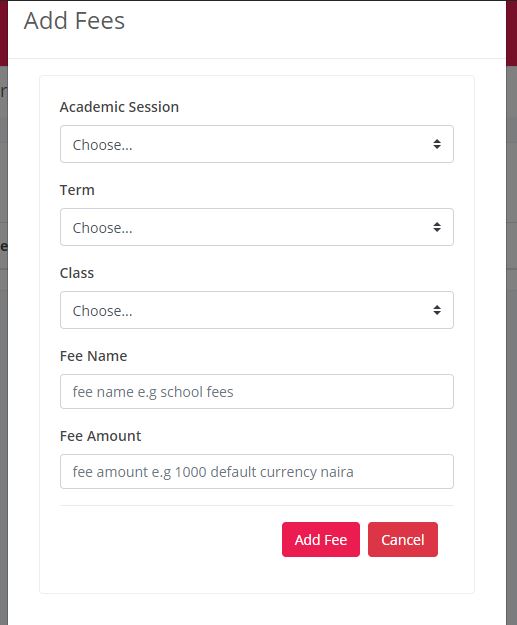 Add Fees
Academic Session
Choose...
Term
Choose...
Class
Choose...
Fee Name
fee name e.g school fees
Fee Amount
fee amount e.g 1000 default currency naira
Add Fee Cancel